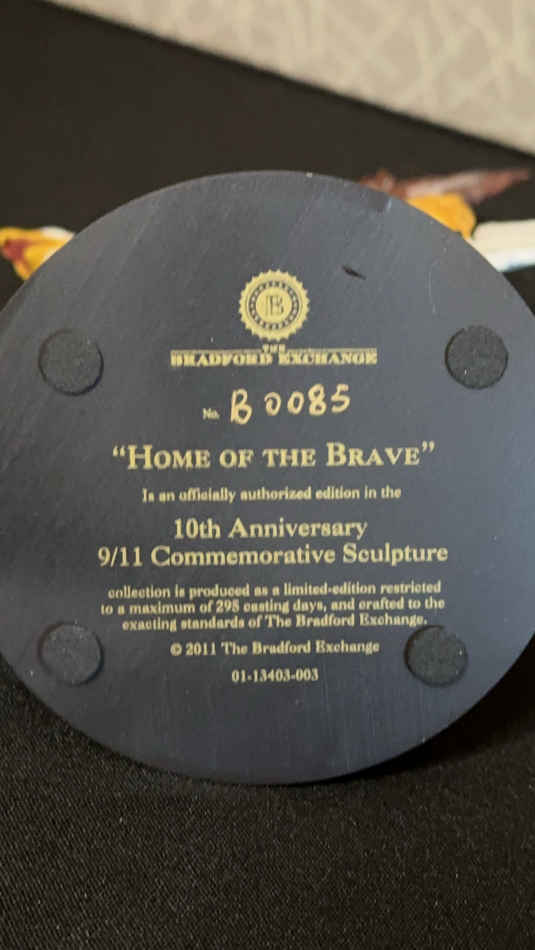 B
THE
BRADFORD EXCHANGE
No. B0085
"HOME OF THE BRAVE"
Is an officially authorized edition in the
10th Anniversary
9/11 Commemorative Sculpture
collection is produced as a limited-edition restricted
to a maximum of 295 casting days, and crafted to the
exacting standards of The Bradford Exchange.
© 2011 The Bradford Exchange
01-13403-003